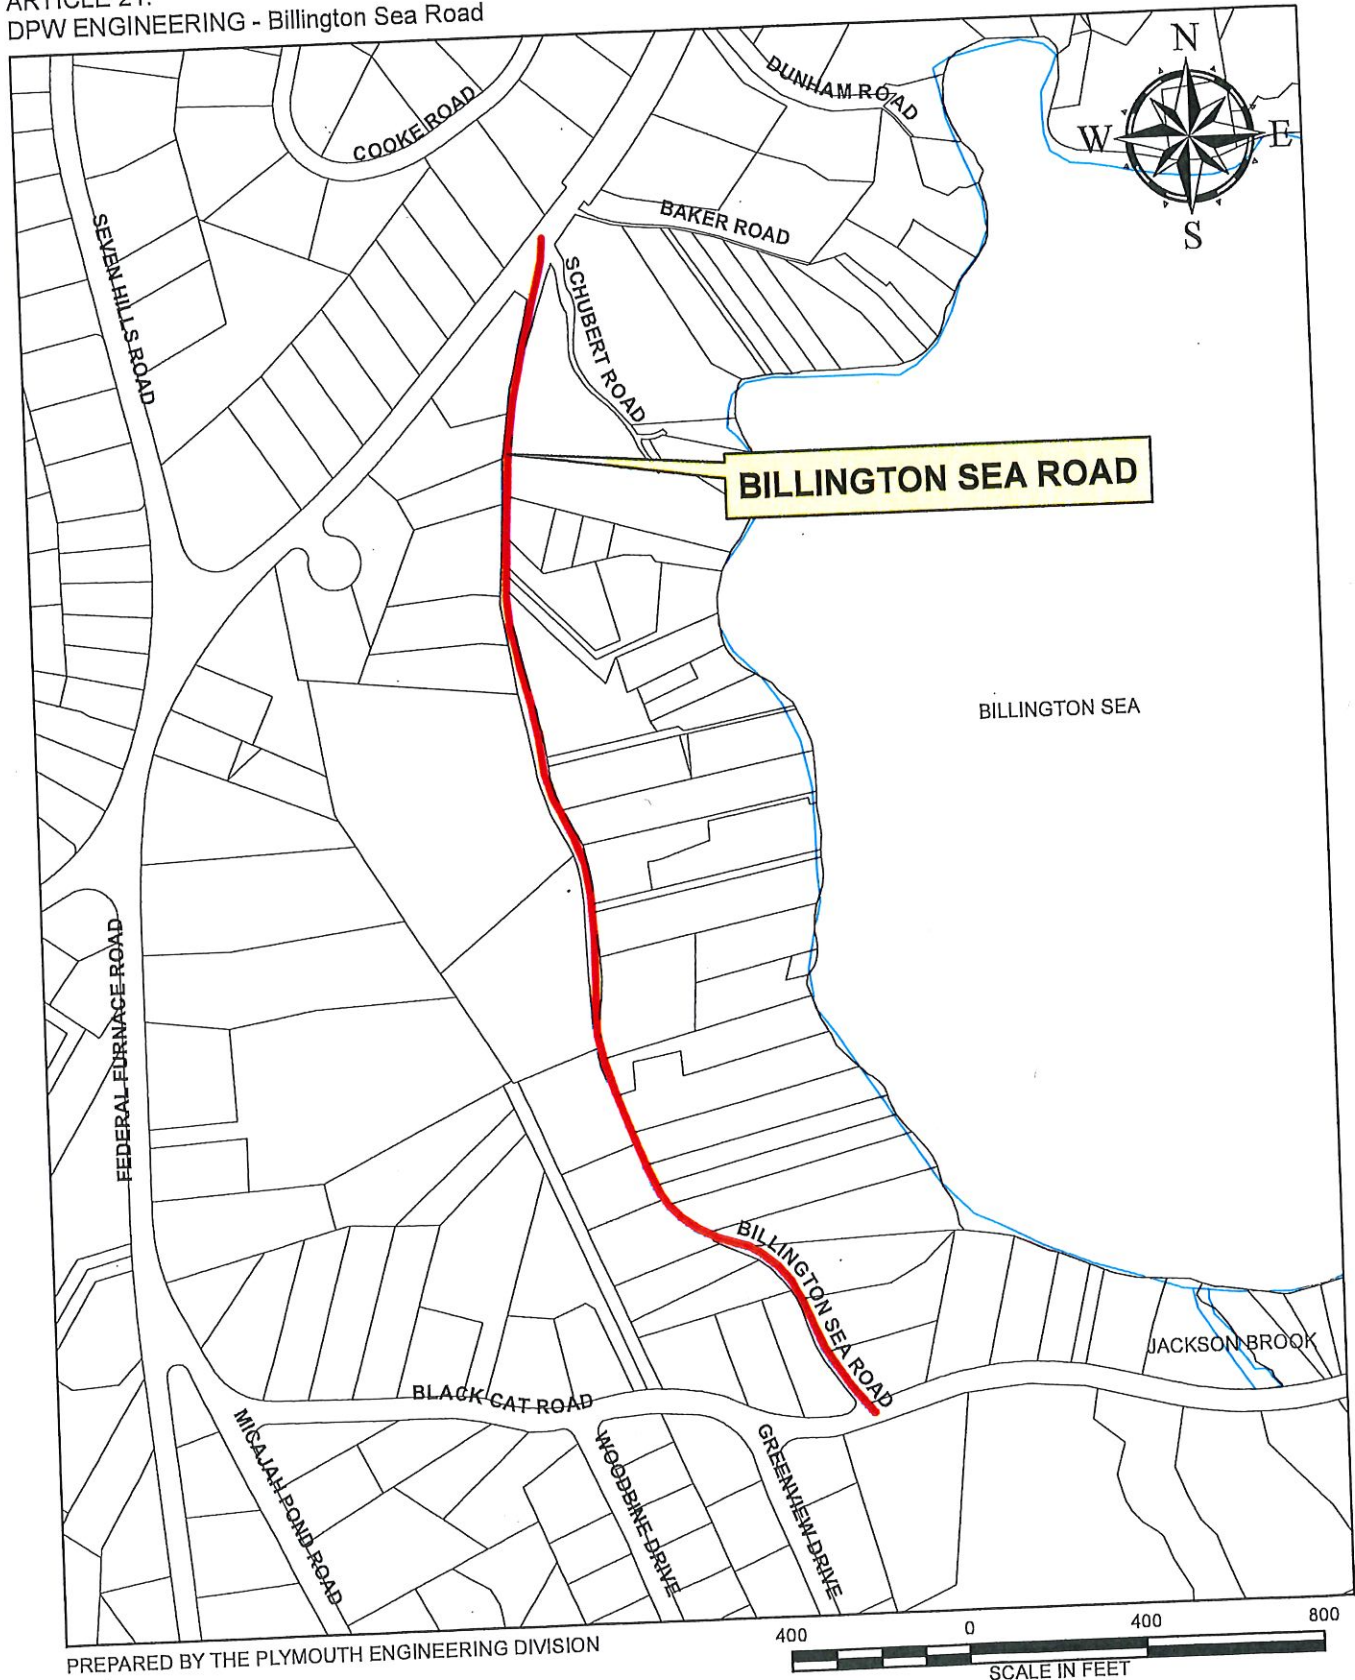 ARTICLE 21:
DPW ENGINEERING - Billington Sea Road
N
DUNHAM ROAD
COOKE ROAD
W
E
BAKER ROAD
S
SEVEN HILLS ROAD
SCHUBERT ROAD
BILLINGTON SEA ROAD
BILLINGTON SEA
FEDERAL FURNACE ROAD
BILLINGTON SEA ROAD
JACKSON BROOK
BLACK CAT ROAD
MICAJAH POND ROAD
WOODBINE DRIVE
GREENVIEW DRIVE
PREPARED BY THE PLYMOUTH ENGINEERING DIVISION
400 0 400 800
SCALE IN FEET